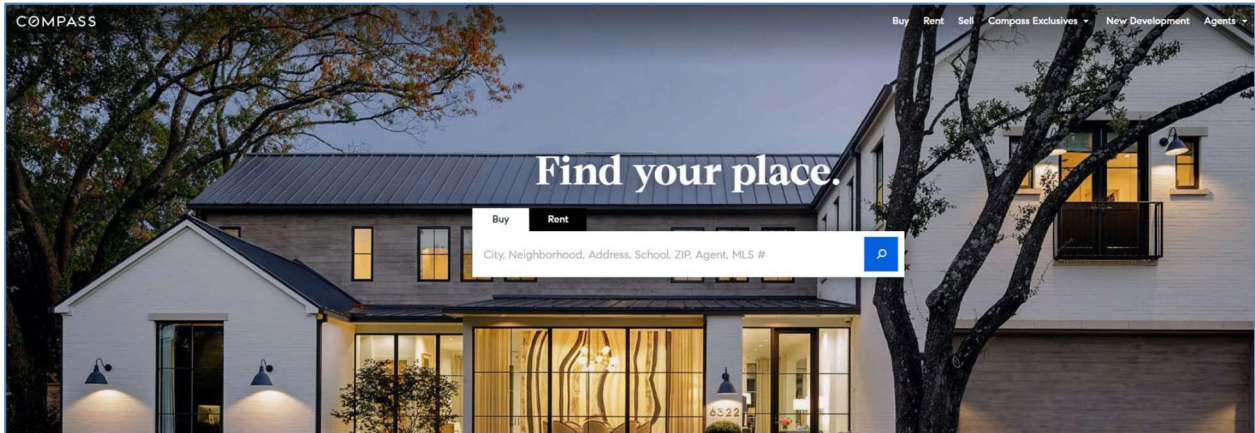 COMPASS
Buy Rent Sell Compass Exclusives New Development Agents
Find your place.
Buy Rent
City, Neighborhood, Address, School, ZIP, Agent, MLS #
6322